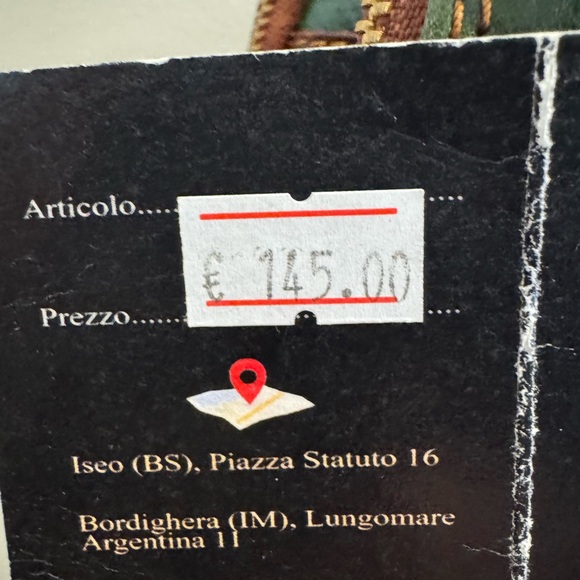 Articolo.....
....
€ 145.00
Prezzo......
....
Iseo (BS), Piazza Statuto 16
Bordighera (IM), Lungomare
Argentina 11